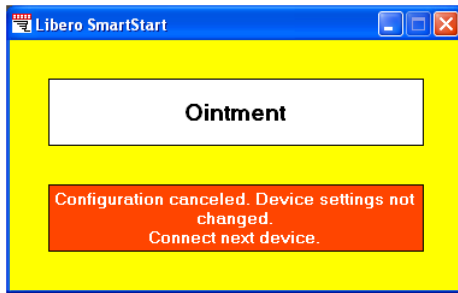 Libero SmartStart
Ointment
Configuration canceled. Device settings not
changed.
Connect next device.